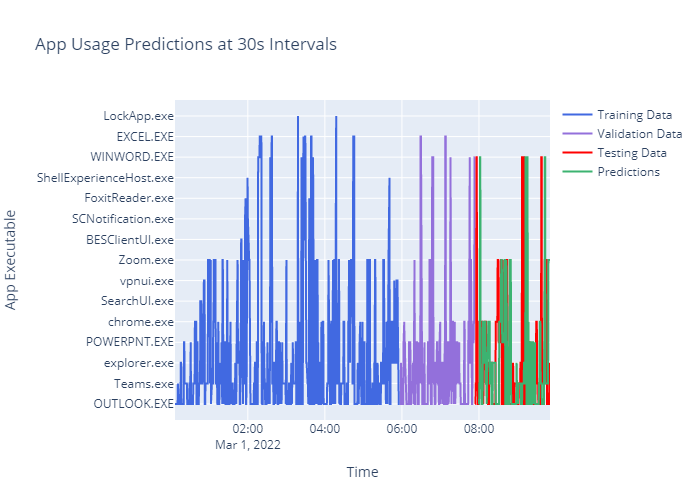 App Usage Predictions at 30s Intervals
LockApp.exe
EXCEL.EXE
WINWORD.EXE
ShellExperienceHost.exe
FoxitReader.exe
SCNotification.exe
BESClientUI.exe
Zoom.exe
vpnui.exe
SearchUI.exe
chrome.exe
POWERPNT.EXE
explorer.exe
Teams.exe
OUTLOOK.EXE
App Executable
02:00
04:00
06:00
08:00
Mar 1, 2022
Time
Training Data
Validation Data
Testing Data
Predictions